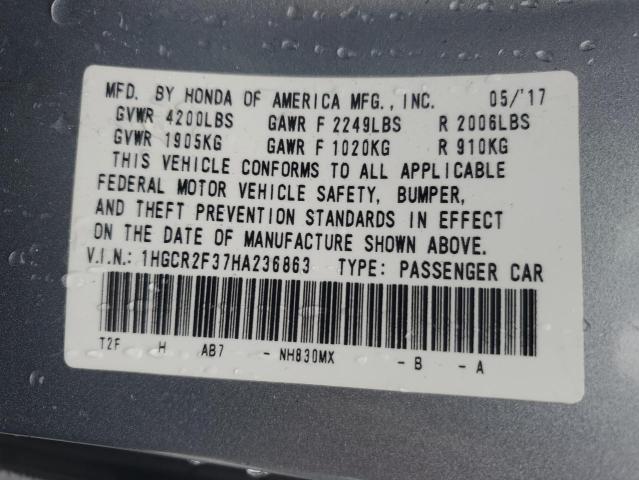 MFD. BY HONDA OF AMERICA MFG., INC. 05/'17
GVWR 4200LBS GAWR F 2249LBS R 2006LBS
GVWR 1905KG GAWR F 1020KG R 910KG
THIS VEHICLE CONFORMS TO ALL APPLICABLE
FEDERAL MOTOR VEHICLE SAFETY, BUMPER,
AND THEFT PREVENTION STANDARDS IN EFFECT
ON THE DATE OF MANUFACTURE SHOWN ABOVE.
V.I.N.: 1HGCR2F37HA236863 TYPE: PASSENGER CAR
T2F H AB7 - NH830MX - B - A